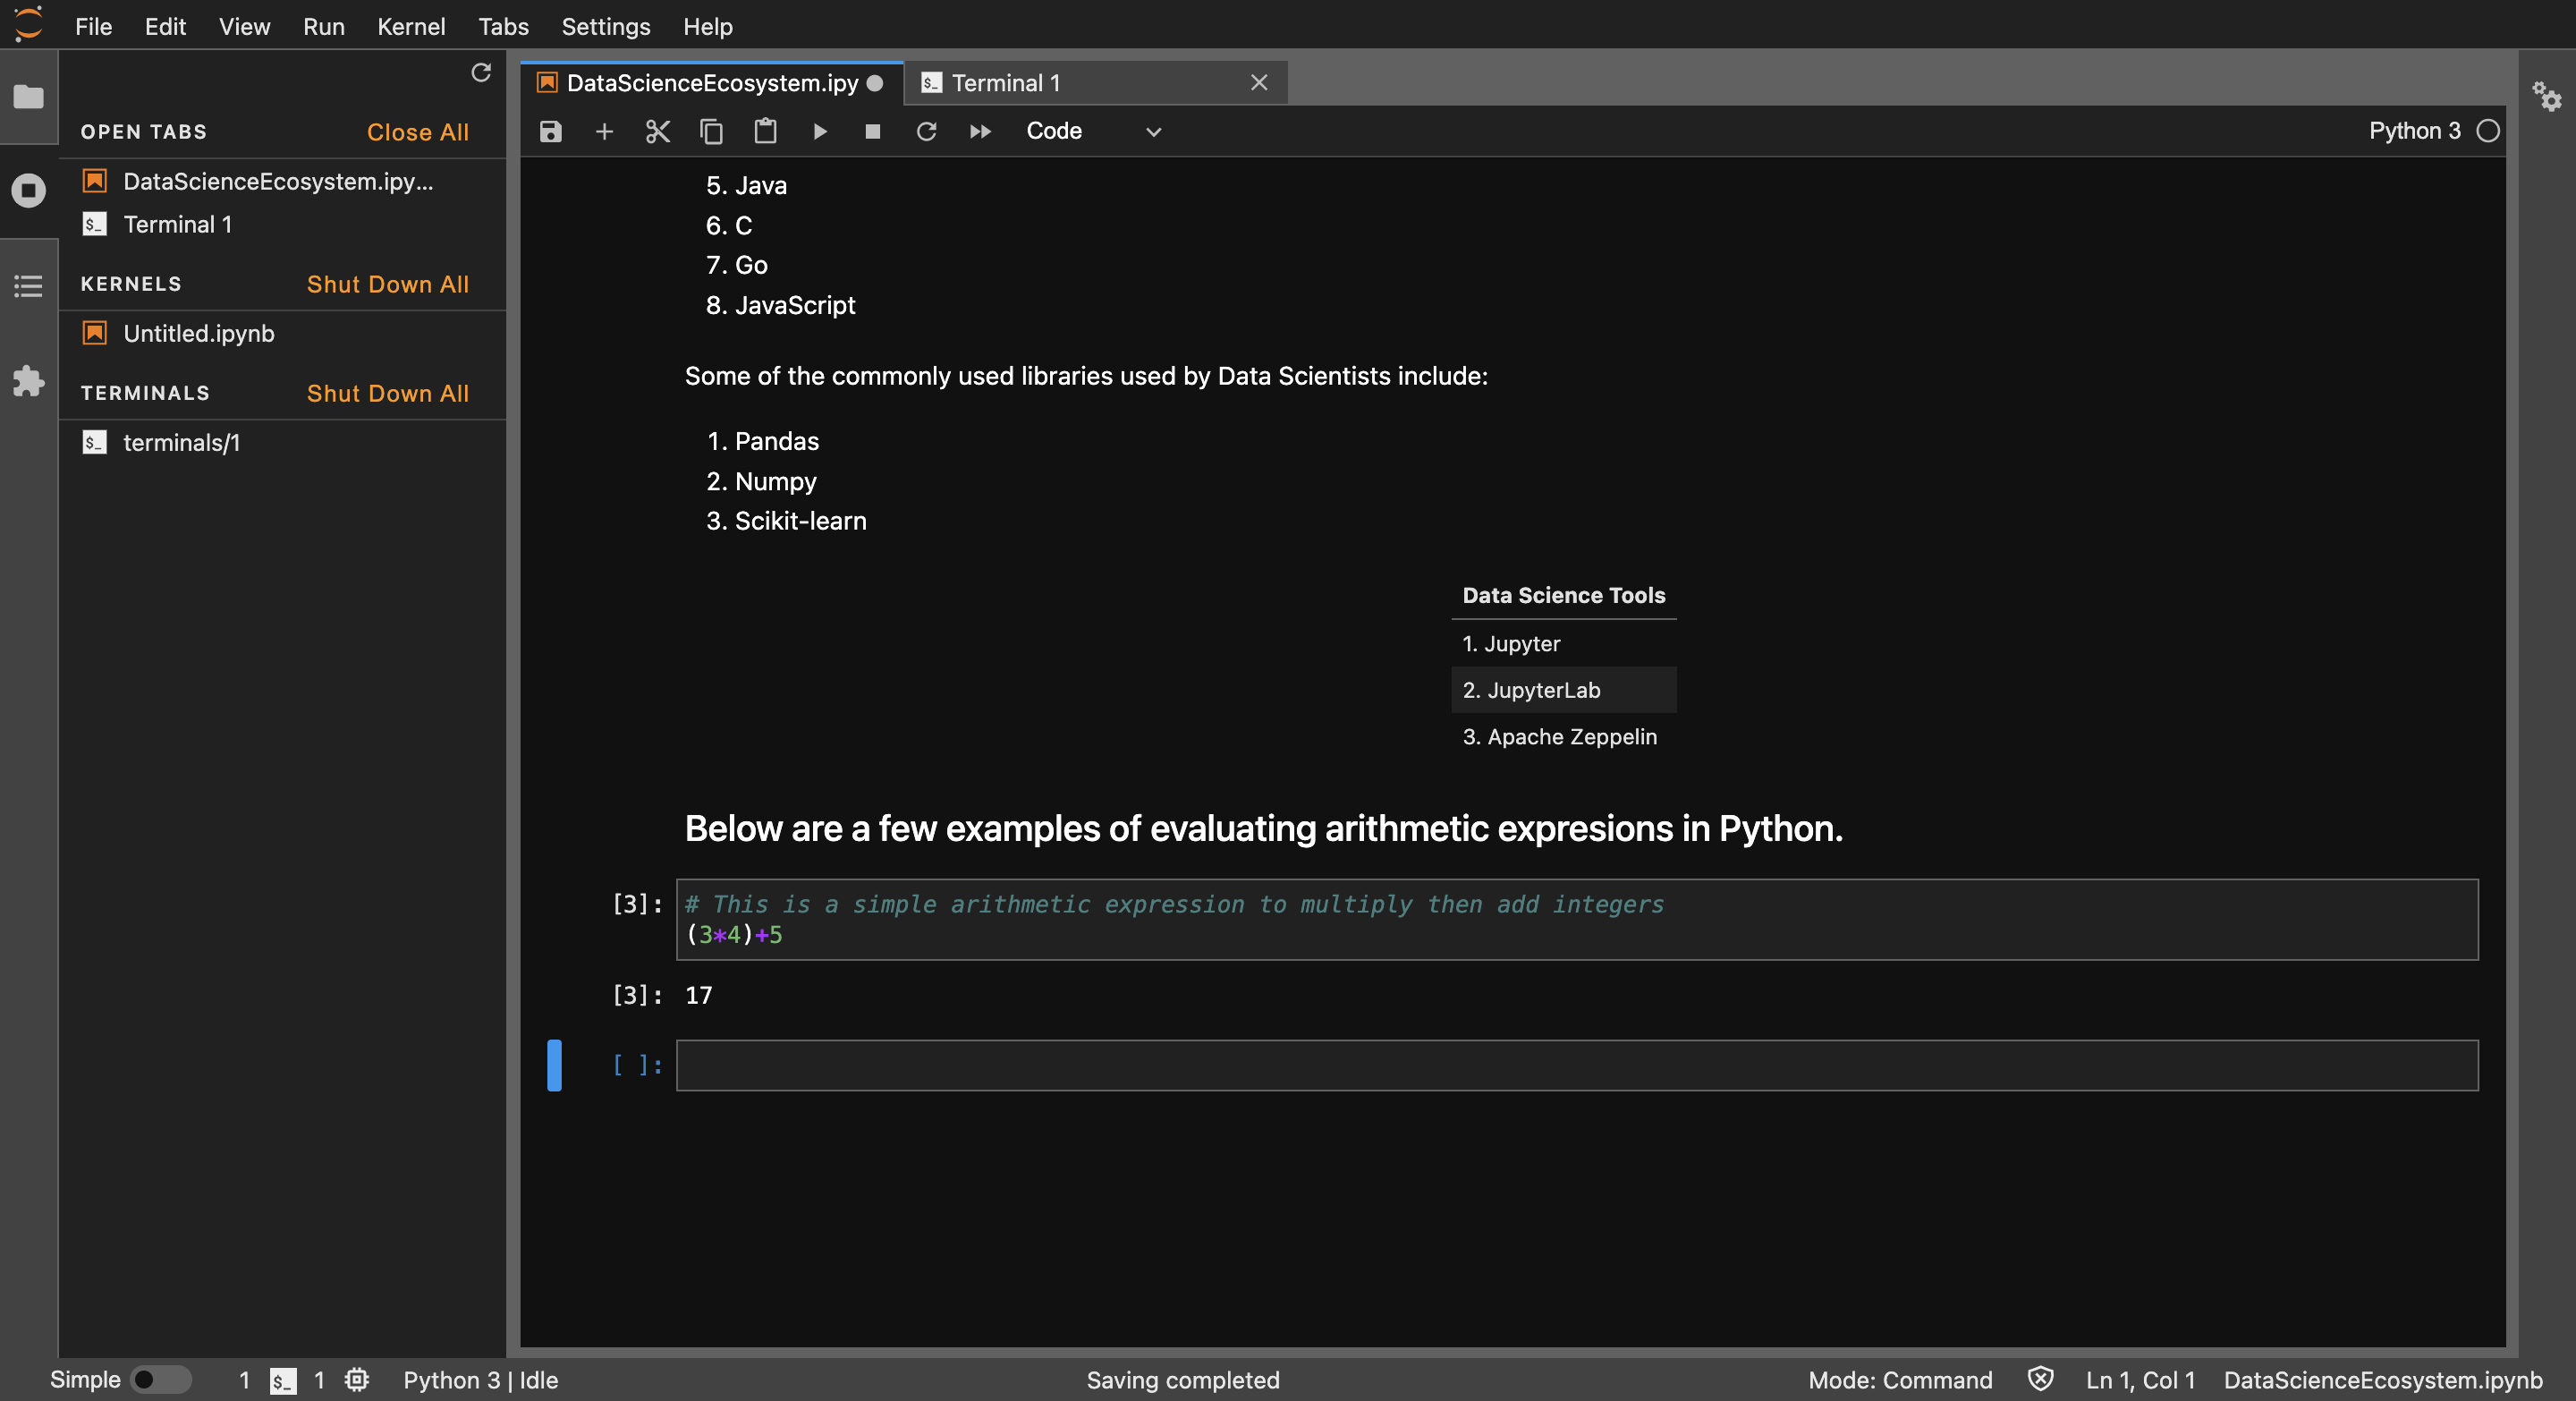 File Edit View Run Kernel Tabs Settings Help
OPEN TABS Close All
DataScienceEcosystem.ipy...
Terminal 1
KERNELS Shut Down All
Untitled.ipynb
TERMINALS Shut Down All
terminals/1
DataScienceEcosystem.ipy Terminal 1
Code Python 3
5. Java
6. C
7. Go
8. JavaScript
Some of the commonly used libraries used by Data Scientists include:
1. Pandas
2. Numpy
3. Scikit-learn
Data Science Tools
1. Jupyter
2. JupyterLab
3. Apache Zeppelin
Below are a few examples of evaluating arithmetic expresions in Python.
[3]: # This is a simple arithmetic expression to multiply then add integers
(3*4)+5
[3]: 17
[ ]:
Simple 1 $_ 1 Python 3 | Idle Saving completed Mode: Command Ln 1, Col 1 DataScienceEcosystem.ipynb